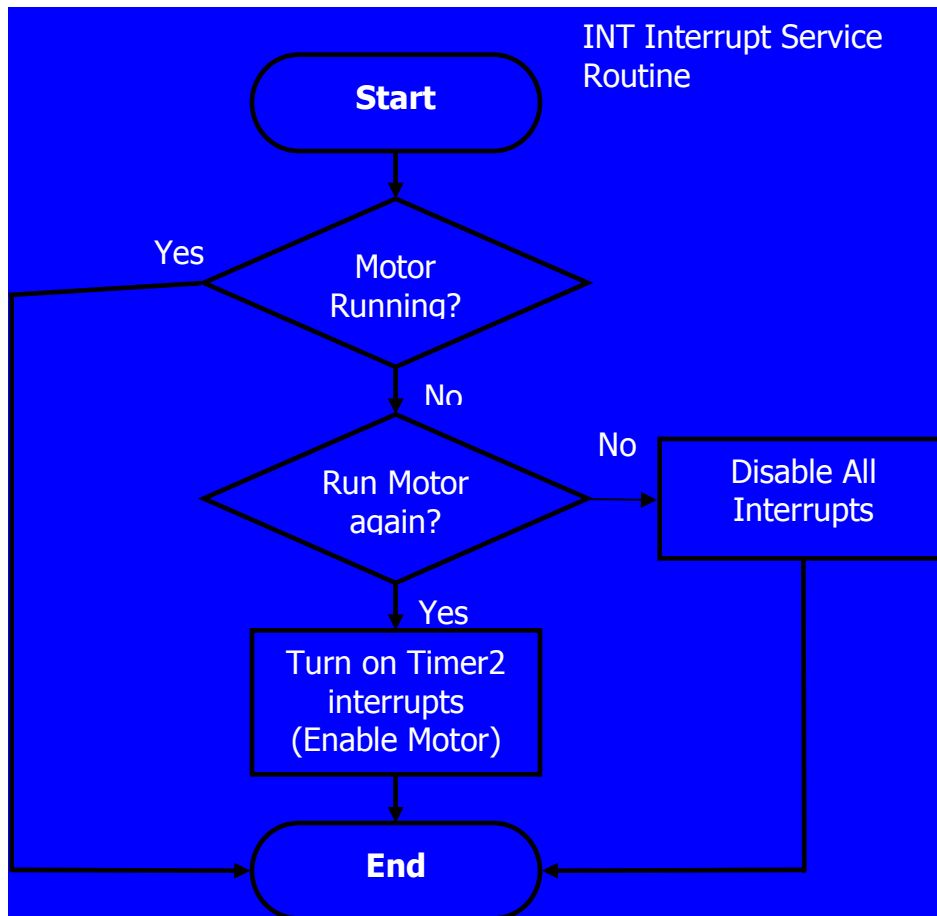 INT Interrupt Service
Routine
Start
Yes
Motor
Running?
No
Run Motor
again?
No
Disable All
Interrupts
Yes
Turn on Timer2
interrupts
(Enable Motor)
End